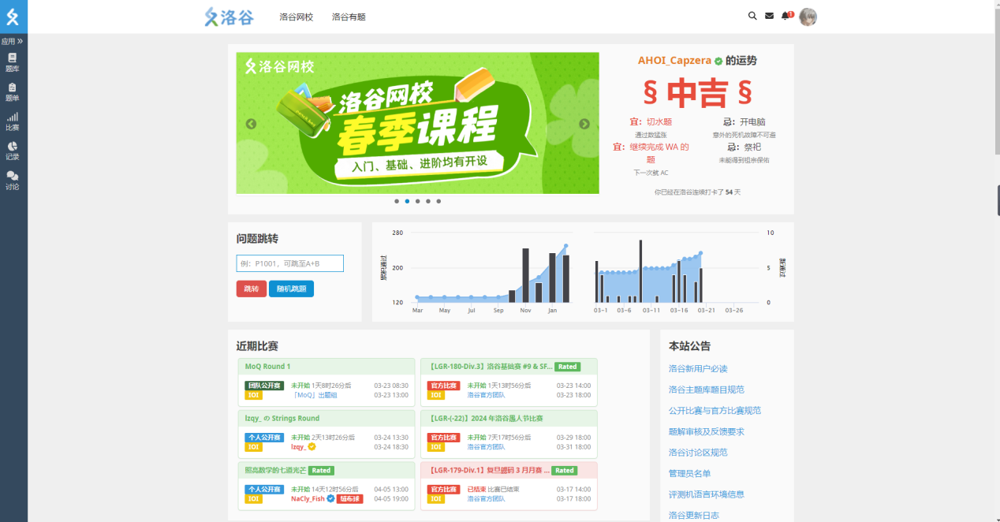 洛谷
洛谷网校
洛谷有题
1
应用 »
题库
题单
比赛
记录
讨论
洛谷网校
洛谷网校
春季课程
入门、基础、进阶均有开设
AHOI_Capzera 的运势
§ 中吉 §
宜：切水题
通过数猛涨
宜：继续完成 WA 的题
下一次就 AC
忌：开电脑
意外的死机故障不可避
忌：祭祀
未能得到祖宗保佑
你已经在洛谷连续打卡了 54 天
问题跳转
例：P1001，可跳至A+B
跳转
随机跳题
280
200
120
Mar May Jul Sep Nov Jan
10
5
0
03-1 03-6 03-11 03-16 03-21 03-26
近期比赛
MoQ Round 1
团队公开赛 未开始 1天8时26分后 03-23 08:30
IOI 「MoQ」出题组 03-23 13:00
【LGR-180-Div.3】洛谷基础赛 #9 & SF... Rated
官方比赛 未开始 1天13时56分后 03-23 14:00
IOI 洛谷官方团队 03-23 18:00
lzqy_ の Strings Round
个人公开赛 未开始 2天13时26分后 03-24 13:30
IOI lzqy_ 03-24 18:30
【LGR-(-22)】2024 年洛谷愚人节比赛
官方比赛 未开始 7天17时56分后 03-29 18:00
IOI 洛谷官方团队 03-31 18:00
照亮数学的七道光芒 Rated
个人公开赛 未开始 14天12时56分后 04-05 13:00
IOI NaCly_Fish 绒布球 04-05 19:00
【LGR-179-Div.1】复旦谬码 3 月月赛 ... Rated
官方比赛 已结束 比赛已结束 03-17 14:00
IOI 洛谷官方团队 03-17 18:00
本站公告
洛谷新用户必读
洛谷主题库题目规范
公开比赛与官方比赛规范
题解审核及反馈要求
洛谷讨论区规范
管理员名单
评测机语言环境信息
洛谷更新日志